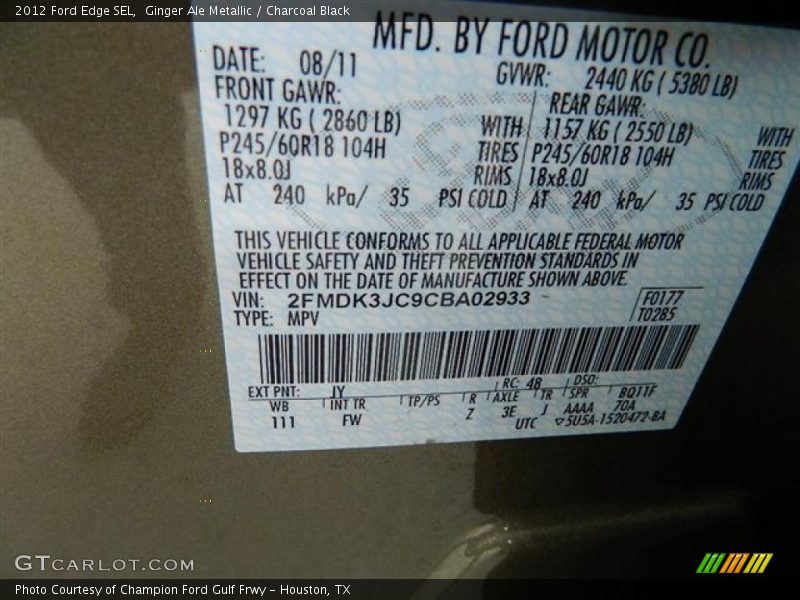 2012 Ford Edge SEL,  Ginger Ale Metallic / Charcoal Black
MFD. BY FORD MOTOR CO.
DATE: 08/11 GVWR: 2440 KG ( 5380 LB)
FRONT GAWR: REAR GAWR:
1297 KG ( 2860 LB) WITH 1157 KG ( 2550 LB) WITH
P245/60R18 104H TIRES P245/60R18 104H TIRES
18x8.0J RIMS 18x8.0J RIMS
AT 240 kPa/ 35 PSI COLD AT 240 kPa/ 35 PSI COLD
THIS VEHICLE CONFORMS TO ALL APPLICABLE FEDERAL MOTOR
VEHICLE SAFETY AND THEFT PREVENTION STANDARDS IN
EFFECT ON THE DATE OF MANUFACTURE SHOWN ABOVE.
VIN: 2FMDK3JC9CBA02933 F0177
TYPE: MPV T0285
EXT PNT: JY RC: 48 DSO:
WB INT TR TP/PS R AXLE TR SPR BQ11F
111 FW Z 3E J AAAA 70A
UTC 5U5A-1520472-BA
GTCARLOT.COM
Photo Courtesy of Champion Ford Gulf Frwy – Houston, TX